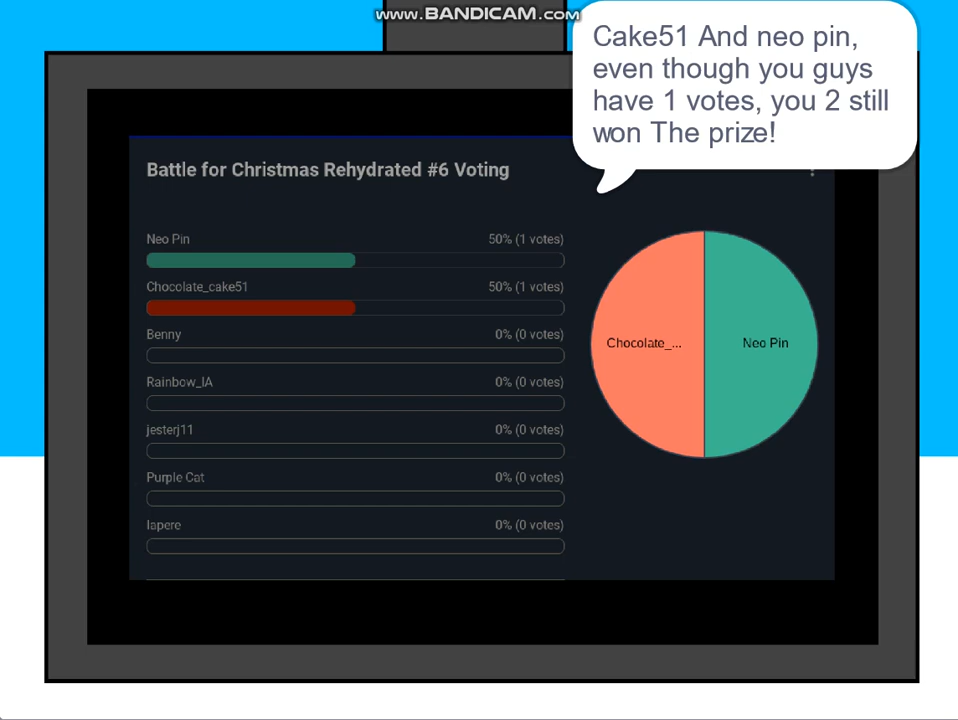 www.BANDICAM.com
Cake51 And neo pin,
even though you guys
have 1 votes, you 2 still
won The prize!
Battle for Christmas Rehydrated #6 Voting
Neo Pin 50% (1 votes)
Chocolate_cake51 50% (1 votes)
Benny 0% (0 votes)
Rainbow_IA 0% (0 votes)
jesterj11 0% (0 votes)
Purple Cat 0% (0 votes)
lapere 0% (0 votes)
Chocolate_... Neo Pin